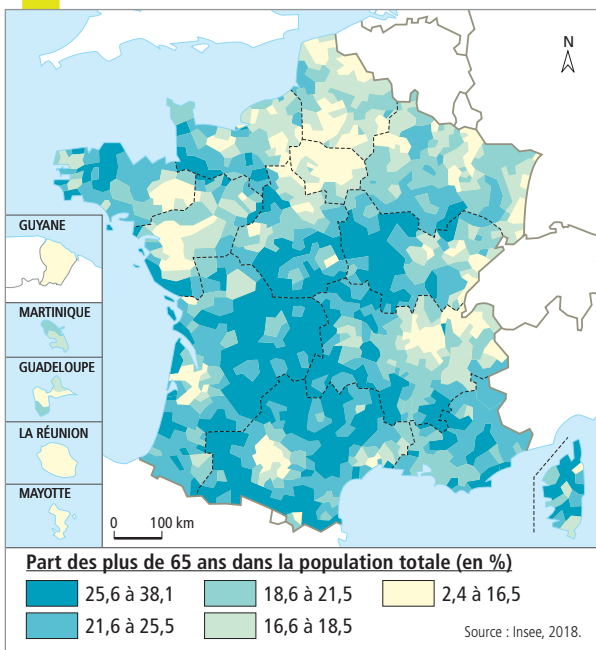 N
GUYANE
MARTINIQUE
GUADELOUPE
LA RÉUNION
MAYOTTE
0 100 km
Part des plus de 65 ans dans la population totale (en %)
25,6 à 38,1 18,6 à 21,5 2,4 à 16,5
21,6 à 25,5 16,6 à 18,5
Source : Insee, 2018.